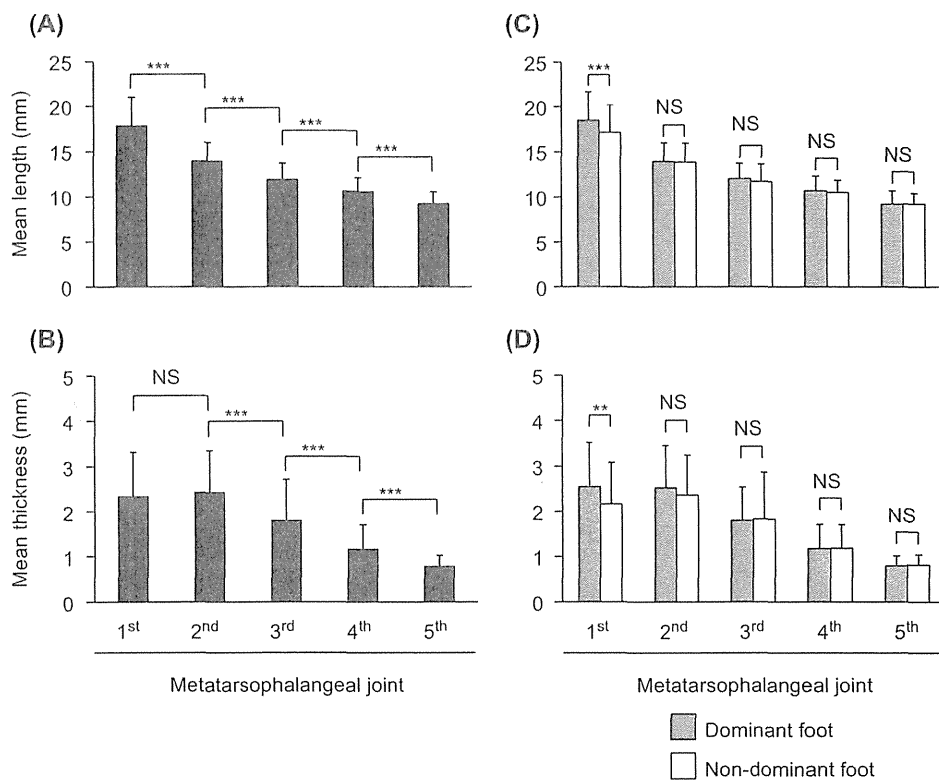 (A)
Mean length (mm)
25
20
15
10
5
0
***
***
***
***
(C)
25
20
15
10
5
0
***
NS
NS
NS
NS
(B)
Mean thickness (mm)
5
4
3
2
1
0
NS
***
***
***
1st 2nd 3rd 4th 5th
Metatarsophalangeal joint
(D)
5
4
3
2
1
0
**
NS
NS
NS
NS
1st 2nd 3rd 4th 5th
Metatarsophalangeal joint
Dominant foot
Non-dominant foot